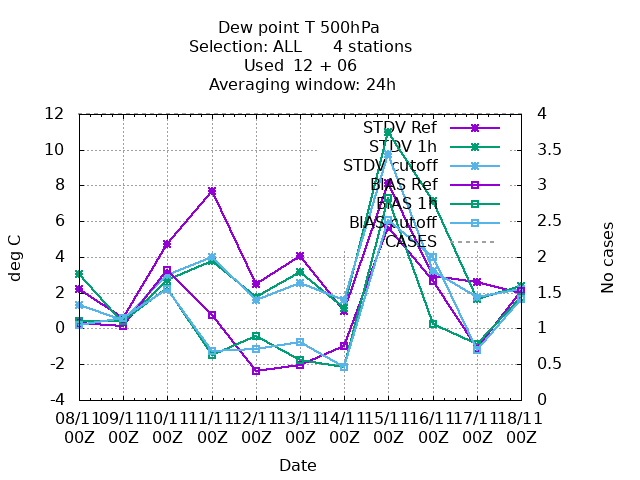 Dew point T 500hPa
Selection: ALL 4 stations
Used 12 + 06
Averaging window: 24h
12 4
STDV Ref
10 STDV 1h 3.5
STDV cutoff
8 BIAS Ref 3
BIAS 1h
6 BIAS cutoff 2.5
CASES
4 2
2 1.5
0 1
-2 0.5
-4 0
deg C
No cases
08/11 09/11 10/11 11/11 12/11 13/11 14/11 15/11 16/11 17/11 18/11
00Z 00Z 00Z 00Z 00Z 00Z 00Z 00Z 00Z 00Z 00Z
Date